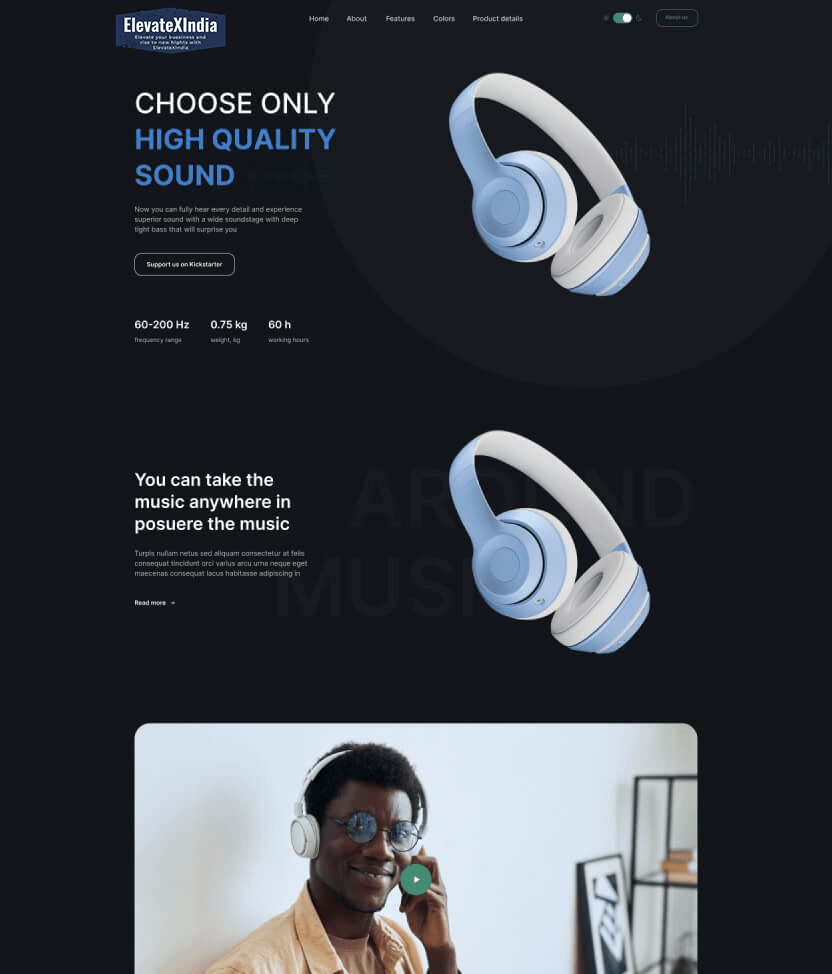 ElevateXIndia
Elevate your bussiness and
rise to new hights with
ElevateXIndia
Home About Features Colors Product details
About us
CHOOSE ONLY
HIGH QUALITY
SOUND
Now you can fully hear every detail and experience
superior sound with a wide soundstage with deep
tight bass that will surprise you
Support us on Kickstarter
60-200 Hz 0.75 kg 60 h
frequency range weight, kg working hours
AROUND
MUSIC
You can take the
music anywhere in
posuere the music
Turpis nullam netus sed aliquam consectetur at felis
consequat tincidunt orci varius arcu urna neque eget
maecenas consequat lacus habitasse adipiscing in
Read more →